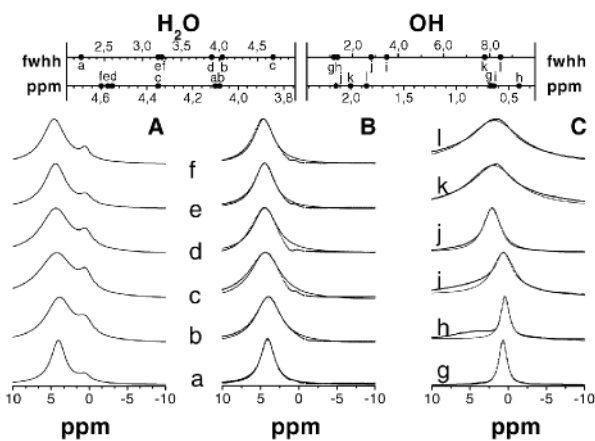 H2O OH
2,5 3,0 3,5 4,0 4,5 2,0 4,0 6,0 8,0
fwhh fwhh
a ef d b c g h l i k l
fed c ab j k l g i h
ppm ppm
4,6 4,4 4,2 4,0 3,8 2,0 1,5 1,0 0,5
A B C
f l
e k
d j
c i
b h
a g
10 5 0 -5 -10 10 5 0 -5 -10 10 5 0 -5 -10
ppm ppm ppm